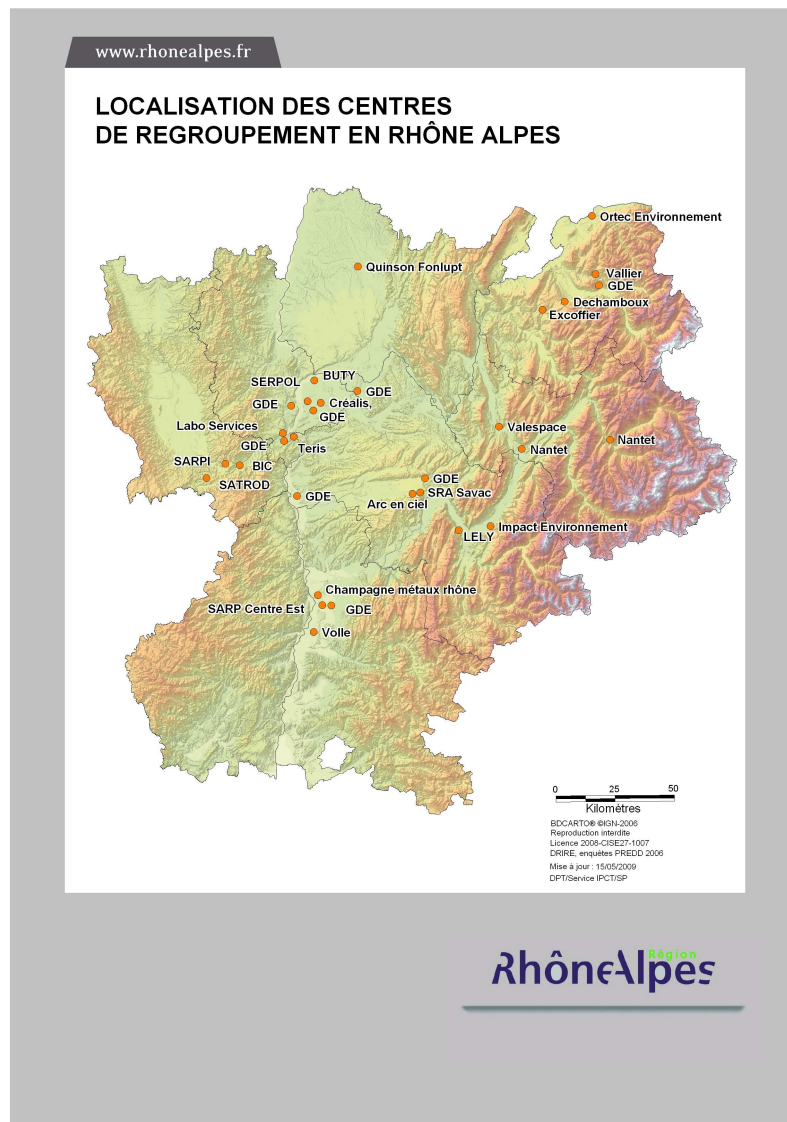 www.rhonealpes.fr
LOCALISATION DES CENTRES
DE REGROUPEMENT EN RHÔNE ALPES
Ortec Environnement
Quinson Fonlupt
Vallier
GDE
Dechamboux
Excoffier
BUTY
SERPOL
GDE
GDE
Créalis,
GDE
Labo Services
Valespace
GDE
Teris
Nantet
Nantet
SARPI
BIC
SATROD
GDE
SRA Savac
GDE
Arc en ciel
Impact Environnement
LELY
Champagne métaux rhône
SARP Centre Est
GDE
Volle
0 25 50
Kilomètres
BDCARTO® ©IGN-2006
Reproduction interdite
Licence 2008-CISE27-1007
DRIRE, enquêtes PREDD 2006
Mise à jour : 15/05/2009
DPT/Service IPCT/SP
Région
RhôneAlpes